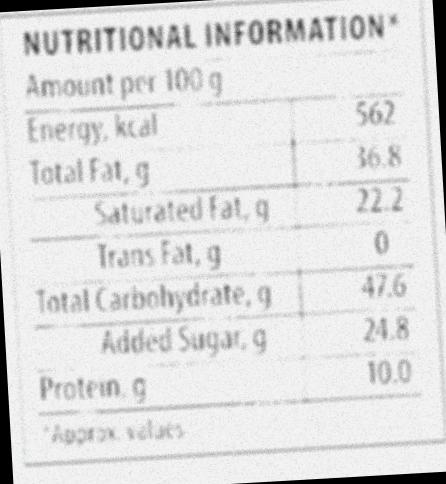 NUTRITIONAL INFORMATION*
Amount per 100 g
Energy, kcal 562
Total Fat, g 36.8
Saturated Fat, g 22.2
Trans Fat, g 0
Total Carbohydrate, g 47.6
Added Sugar, g 24.8
Protein, g 10.0
*Approx. values